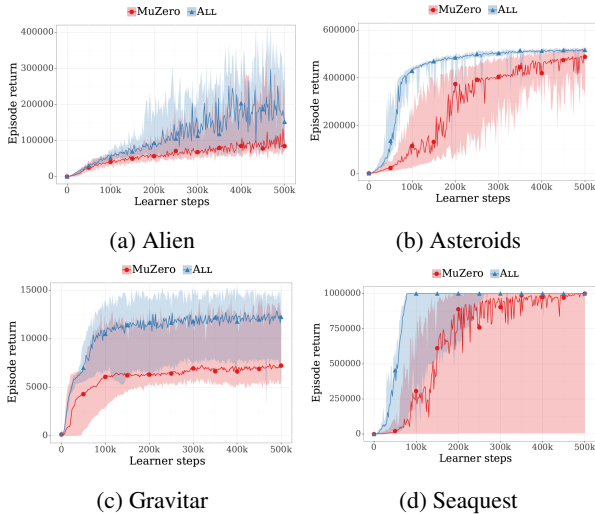 MuZero ALL
Episode return
400000
300000
200000
100000
0
0 100k 200k 300k 400k 500k
Learner steps
(a) Alien
MuZero ALL
Episode return
600000
400000
200000
0
0 100k 200k 300k 400k 500k
Learner steps
(b) Asteroids
MuZero ALL
Episode return
15000
10000
5000
0
0 100k 200k 300k 400k 500k
Learner steps
(c) Gravitar
MuZero ALL
Episode return
1000000
750000
500000
250000
0
0 100k 200k 300k 400k 500k
Learner steps
(d) Seaquest